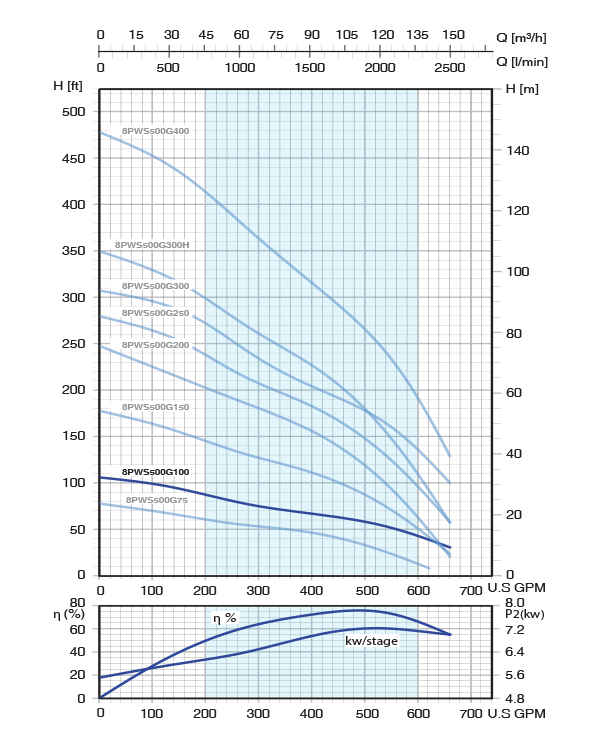 0 15 30 45 60 75 90 105 120 135 150 Q [m³/h]
0 500 1000 1500 2000 2500 Q [l/min]
H [ft] H [m]
500
8PWSs00G400
450 140
400 120
350 8PWSs00G300H
100
300 8PWSs00G300
8PWSs00G2s0
250 80
8PWSs00G200
200 60
8PWSs00G1s0
150 40
100 8PWSs00G100
8PWSs00G7s
50 20
0 0
0 100 200 300 400 500 600 700 U.S GPM
80 8.0
η (%) η % P2(kw)
60 7.2
kw/stage
40 6.4
20 5.6
0 4.8
0 100 200 300 400 500 600 700 U.S GPM